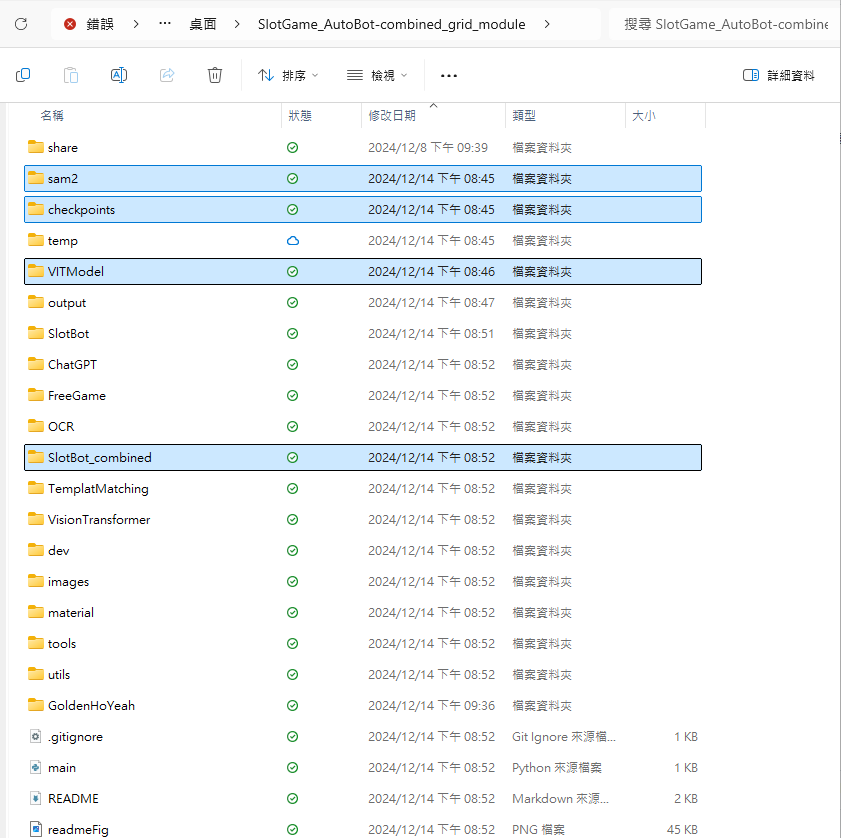 錯誤 > ... 桌面 > SlotGame_AutoBot-combined_grid_module > 搜尋 SlotGame_AutoBot-combine
排序 檢視 ... 詳細資料
名稱 狀態 修改日期 類型 大小
share 2024/12/8 下午 09:39 檔案資料夾
sam2 2024/12/14 下午 08:45 檔案資料夾
checkpoints 2024/12/14 下午 08:45 檔案資料夾
temp 2024/12/14 下午 08:45 檔案資料夾
VITModel 2024/12/14 下午 08:46 檔案資料夾
output 2024/12/14 下午 08:47 檔案資料夾
SlotBot 2024/12/14 下午 08:51 檔案資料夾
ChatGPT 2024/12/14 下午 08:52 檔案資料夾
FreeGame 2024/12/14 下午 08:52 檔案資料夾
OCR 2024/12/14 下午 08:52 檔案資料夾
SlotBot_combined 2024/12/14 下午 08:52 檔案資料夾
TemplatMatching 2024/12/14 下午 08:52 檔案資料夾
VisionTransformer 2024/12/14 下午 08:52 檔案資料夾
dev 2024/12/14 下午 08:52 檔案資料夾
images 2024/12/14 下午 08:52 檔案資料夾
material 2024/12/14 下午 08:52 檔案資料夾
tools 2024/12/14 下午 08:52 檔案資料夾
utils 2024/12/14 下午 08:52 檔案資料夾
GoldenHoYeah 2024/12/14 下午 09:36 檔案資料夾
.gitignore 2024/12/14 下午 08:52 Git Ignore 來源檔... 1 KB
main 2024/12/14 下午 08:52 Python 來源檔案 1 KB
README 2024/12/14 下午 08:52 Markdown 來源... 2 KB
readmeFig 2024/12/14 下午 08:52 PNG 檔案 45 KB